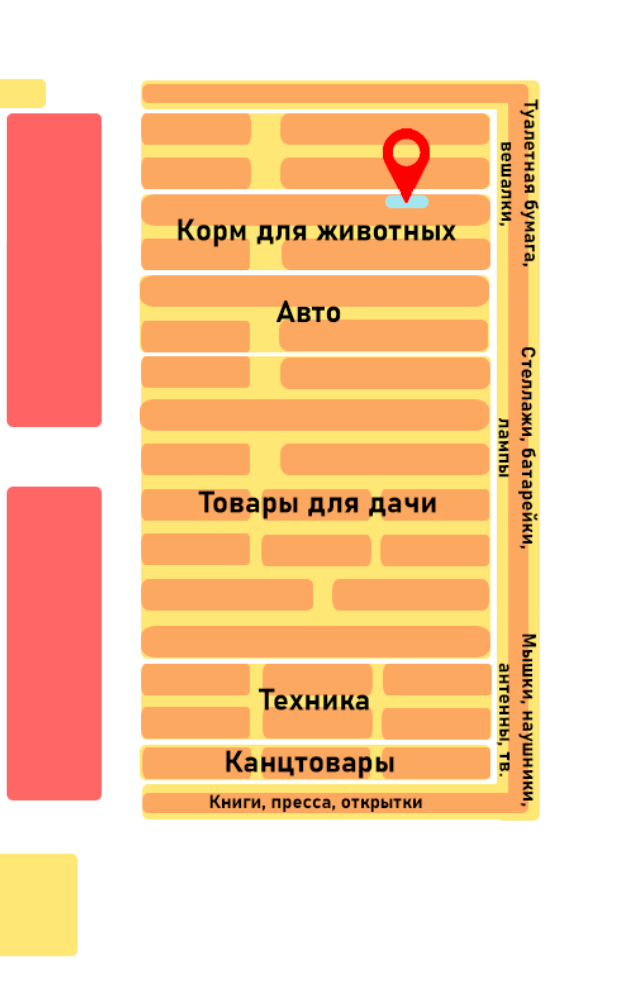 Туалетная бумага,
вешалки,
Корм для животных
Авто
Стеллажи, батарейки,
лампы
Товары для дачи
Мышки, наушники,
антенны, тв.
Техника
Канцтовары
Книги, пресса, открытки